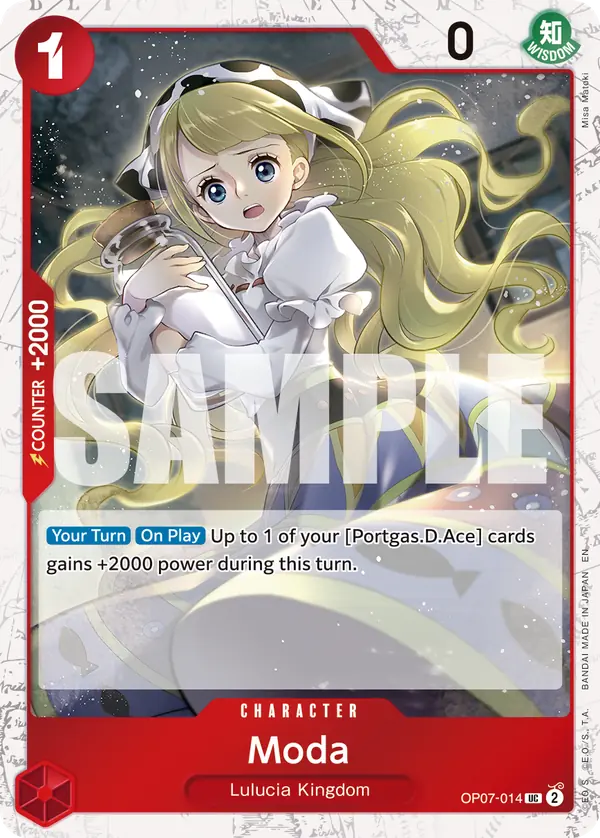 1
0
知
WISDOM
Misa Matoki
COUNTER +2000
SAMPLE
Your Turn On Play Up to 1 of your [Portgas.D.Ace] cards
gains +2000 power during this turn.
BANDAI MADE IN JAPAN EN
©E.O./S., T.A.
CHARACTER
Moda
Lulucia Kingdom
OP07-014 UC 2